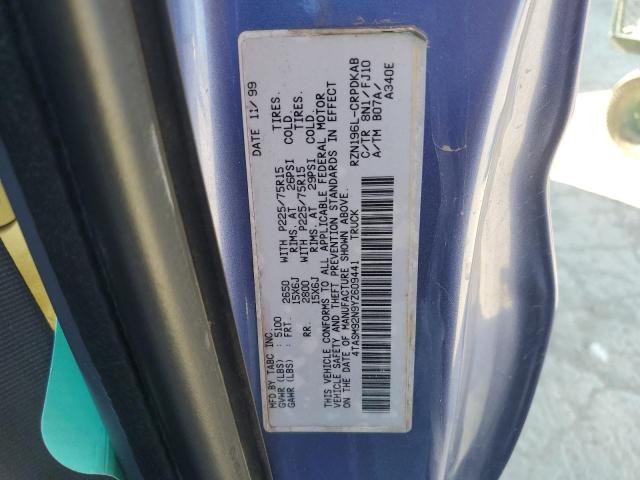 MFD BY TABC INC. DATE 11/99
GVWR (LBS) : 5100
GAWR (LBS) : FRT. 2650 WITH P225/75R15 TIRES.
15X6J RIMS. AT 26PSI COLD.
RR. 2800 WITH P225/75R15 TIRES.
15X6J RIMS. AT 29PSI COLD.
THIS VEHICLE CONFORMS TO ALL APPLICABLE FEDERAL MOTOR
VEHICLE SAFETY AND THEFT PREVENTION STANDARDS IN EFFECT
ON THE DATE OF MANUFACTURE SHOWN ABOVE.
4TASM92N9YZ609441 TRUCK
RZN196L-CRPDKAB
C/TR 8N1/FJ10
A/TM B07A/
A340E